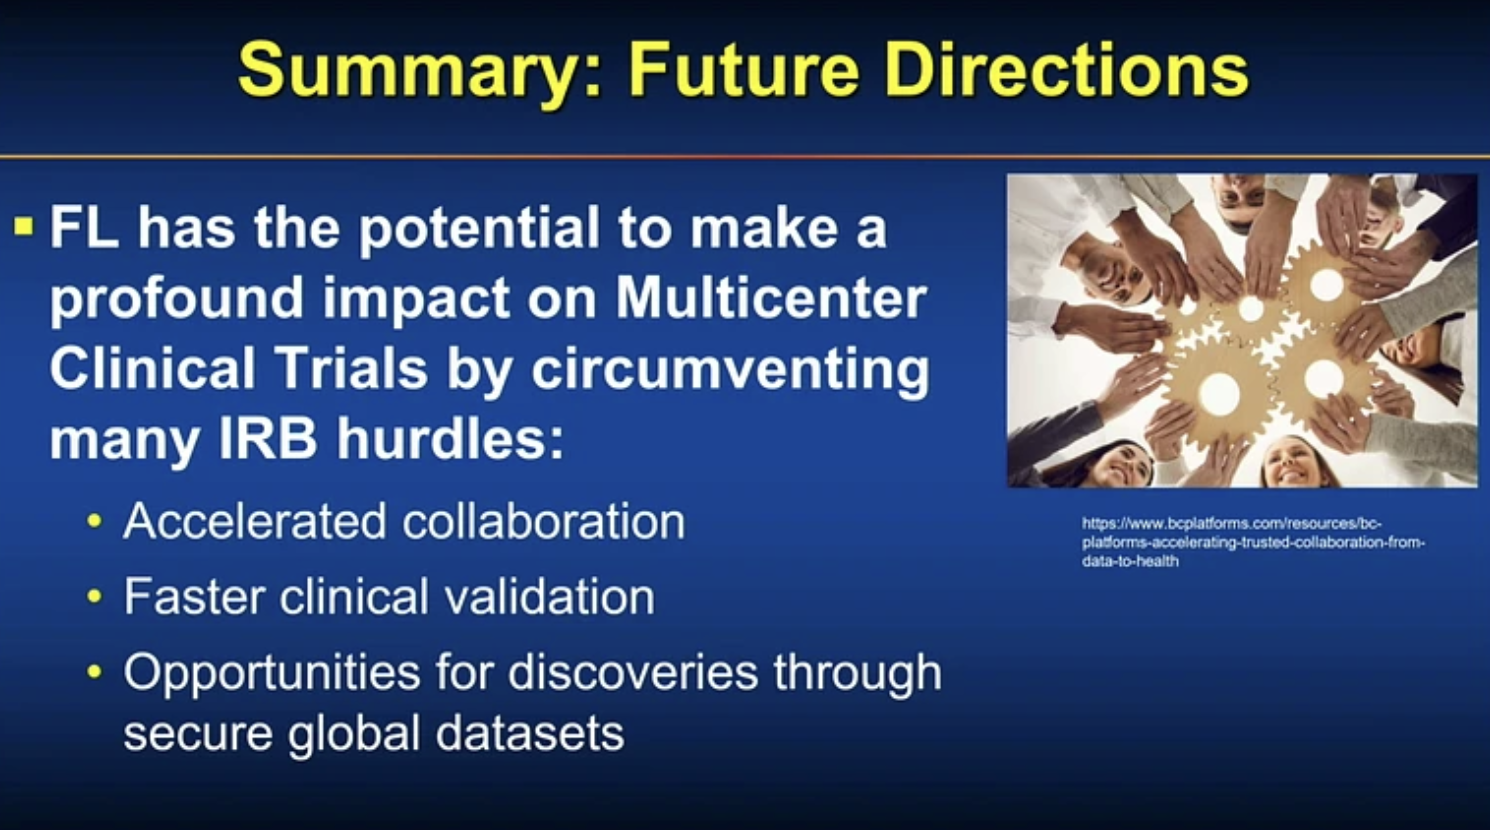 Summary: Future Directions
FL has the potential to make a
profound impact on Multicenter
Clinical Trials by circumventing
many IRB hurdles:
Accelerated collaboration
Faster clinical validation
Opportunities for discoveries through
secure global datasets
https://www.bcplatforms.com/resources/bc-
platforms-accelerating-trusted-collaboration-from-
data-to-health